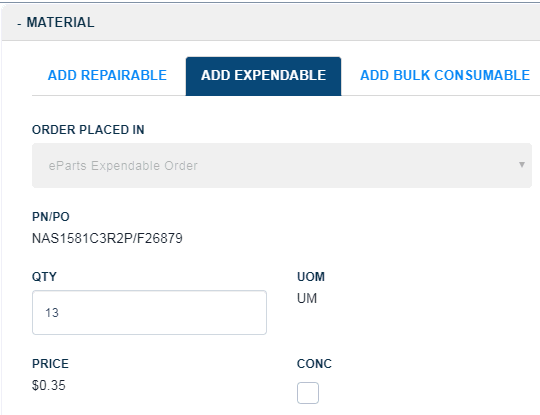 - MATERIAL
ADD REPAIRABLE ADD EXPENDABLE ADD BULK CONSUMABLE
ORDER PLACED IN
eParts Expendable Order
PN/PO
NAS1581C3R2P/F26879
QTY UOM
13 UM
PRICE CONC
$0.35